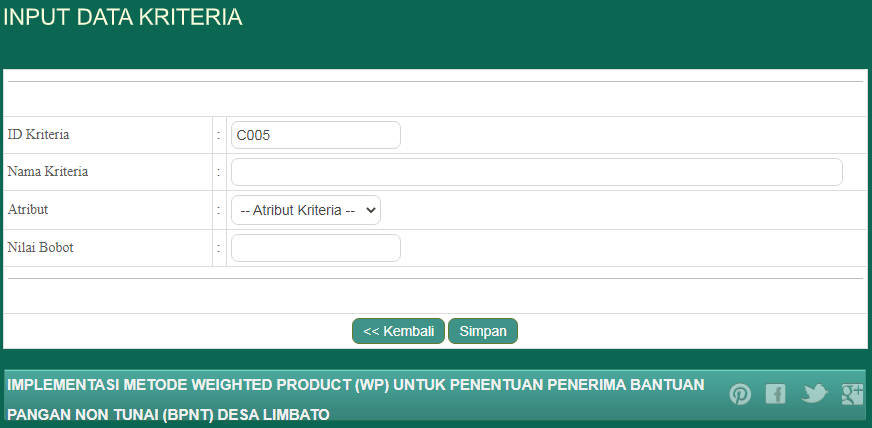 INPUT DATA KRITERIA
ID Kriteria : C005
Nama Kriteria :
Atribut : -- Atribut Kriteria --
Nilai Bobot :
<< Kembali Simpan
IMPLEMENTASI METODE WEIGHTED PRODUCT (WP) UNTUK PENENTUAN PENERIMA BANTUAN
PANGAN NON TUNAI (BPNT) DESA LIMBATO